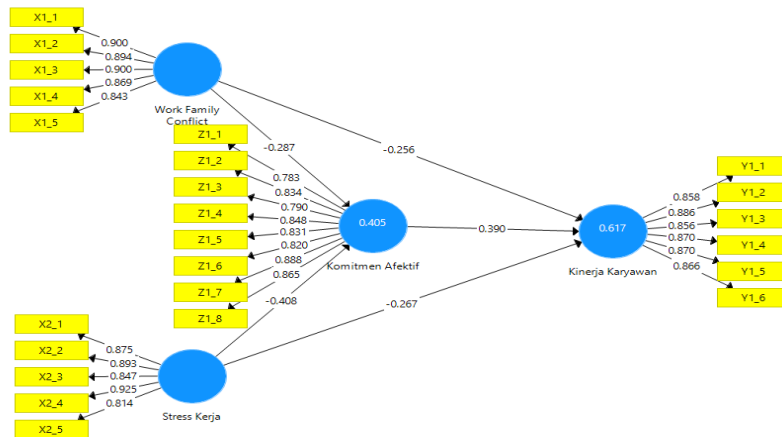 X1_1
X1_2
X1_3
X1_4
X1_5
0.900
0.894
0.900
0.869
0.843
Work Family
Conflict
-0.287
-0.256
Z1_1
Z1_2
Z1_3
Z1_4
Z1_5
Z1_6
Z1_7
Z1_8
0.783
0.834
0.790
0.848
0.831
0.820
0.888
0.865
0.405
Komitmen Afektif
0.390
0.617
Kinerja Karyawan
0.858
0.886
0.856
0.870
0.870
0.866
Y1_1
Y1_2
Y1_3
Y1_4
Y1_5
Y1_6
-0.408
-0.267
X2_1
X2_2
X2_3
X2_4
X2_5
0.875
0.893
0.847
0.925
0.814
Stress Kerja